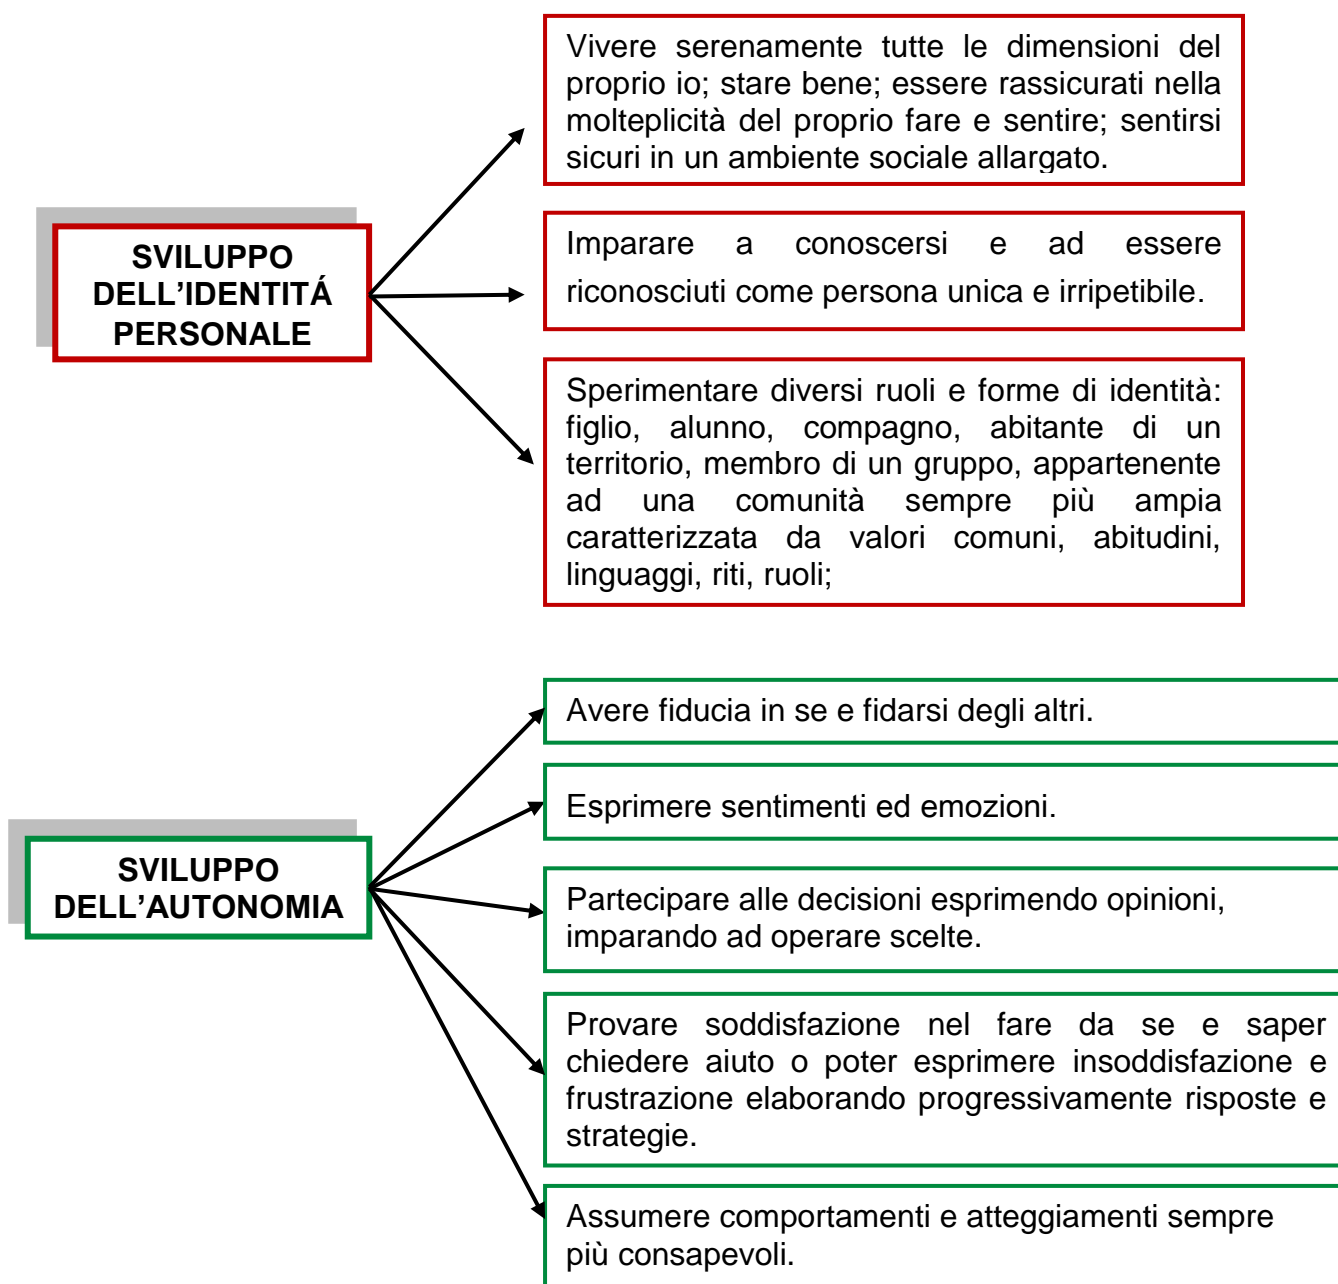 Vivere serenamente tutte le dimensioni del
proprio io; stare bene; essere rassicurati nella
molteplicità del proprio fare e sentire; sentirsi
sicuri in un ambiente sociale allargato.
SVILUPPO
DELL’IDENTITÁ
PERSONALE
Imparare a conoscersi e ad essere
riconosciuti come persona unica e irripetibile.
Sperimentare diversi ruoli e forme di identità:
figlio, alunno, compagno, abitante di un
territorio, membro di un gruppo, appartenente
ad una comunità sempre più ampia
caratterizzata da valori comuni, abitudini,
linguaggi, riti, ruoli;
SVILUPPO
DELL’AUTONOMIA
Avere fiducia in se e fidarsi degli altri.
Esprimere sentimenti ed emozioni.
Partecipare alle decisioni esprimendo opinioni,
imparando ad operare scelte.
Provare soddisfazione nel fare da se e saper
chiedere aiuto o poter esprimere insoddisfazione e
frustrazione elaborando progressivamente risposte e
strategie.
Assumere comportamenti e atteggiamenti sempre
più consapevoli.